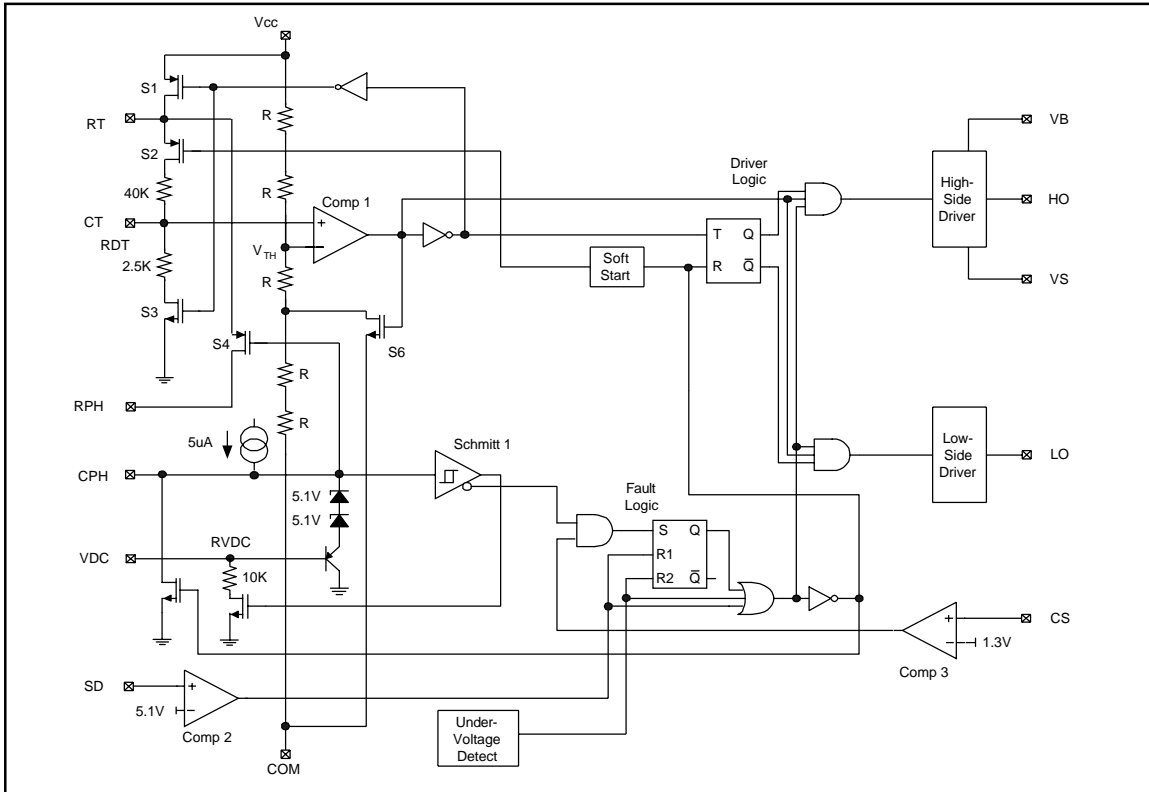 Vcc
S1
R
RT
VB
S2
Driver
Logic
High-
Side
Driver
40K
R
Comp 1
HO
CT
+
RDT
VTH
−
T Q
R Q̅
Soft
Start
2.5K
R
VS
S3
S4
S6
R
RPH
R
5uA
Schmitt 1
Low-
Side
Driver
LO
CPH
5.1V
Fault
Logic
5.1V
S Q
VDC
RVDC
R1
10K
R2 Q̅
+
CS
−
1.3V
Comp 3
SD
+
5.1V
−
Comp 2
Under-
Voltage
Detect
COM